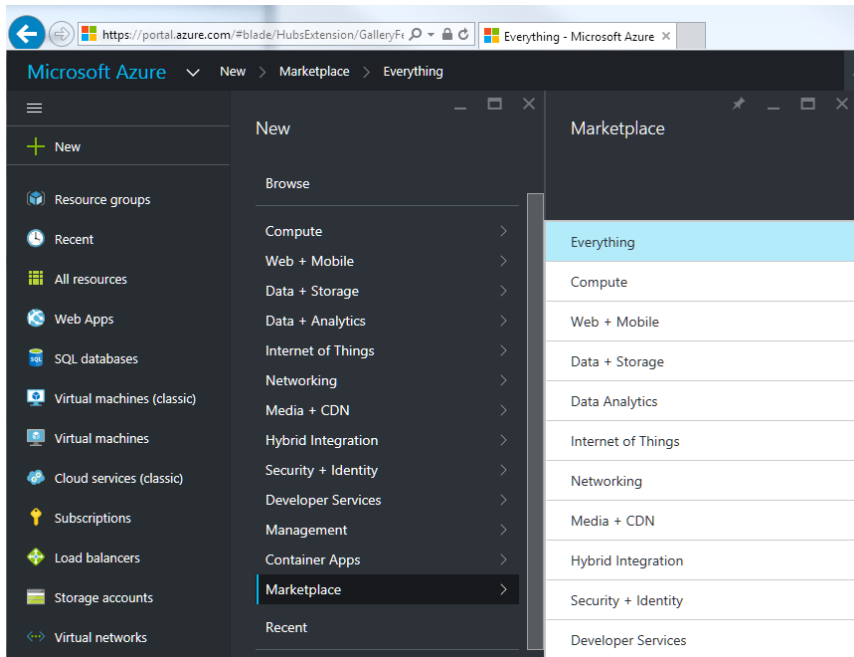 https://portal.azure.com/#blade/HubsExtension/GalleryFe
Everything - Microsoft Azure
Microsoft Azure New > Marketplace > Everything
New
Resource groups
Recent
All resources
Web Apps
SQL databases
Virtual machines (classic)
Virtual machines
Cloud services (classic)
Subscriptions
Load balancers
Storage accounts
Virtual networks
New
Browse
Compute
Web + Mobile
Data + Storage
Data + Analytics
Internet of Things
Networking
Media + CDN
Hybrid Integration
Security + Identity
Developer Services
Management
Container Apps
Marketplace
Recent
Marketplace
Everything
Compute
Web + Mobile
Data + Storage
Data Analytics
Internet of Things
Networking
Media + CDN
Hybrid Integration
Security + Identity
Developer Services